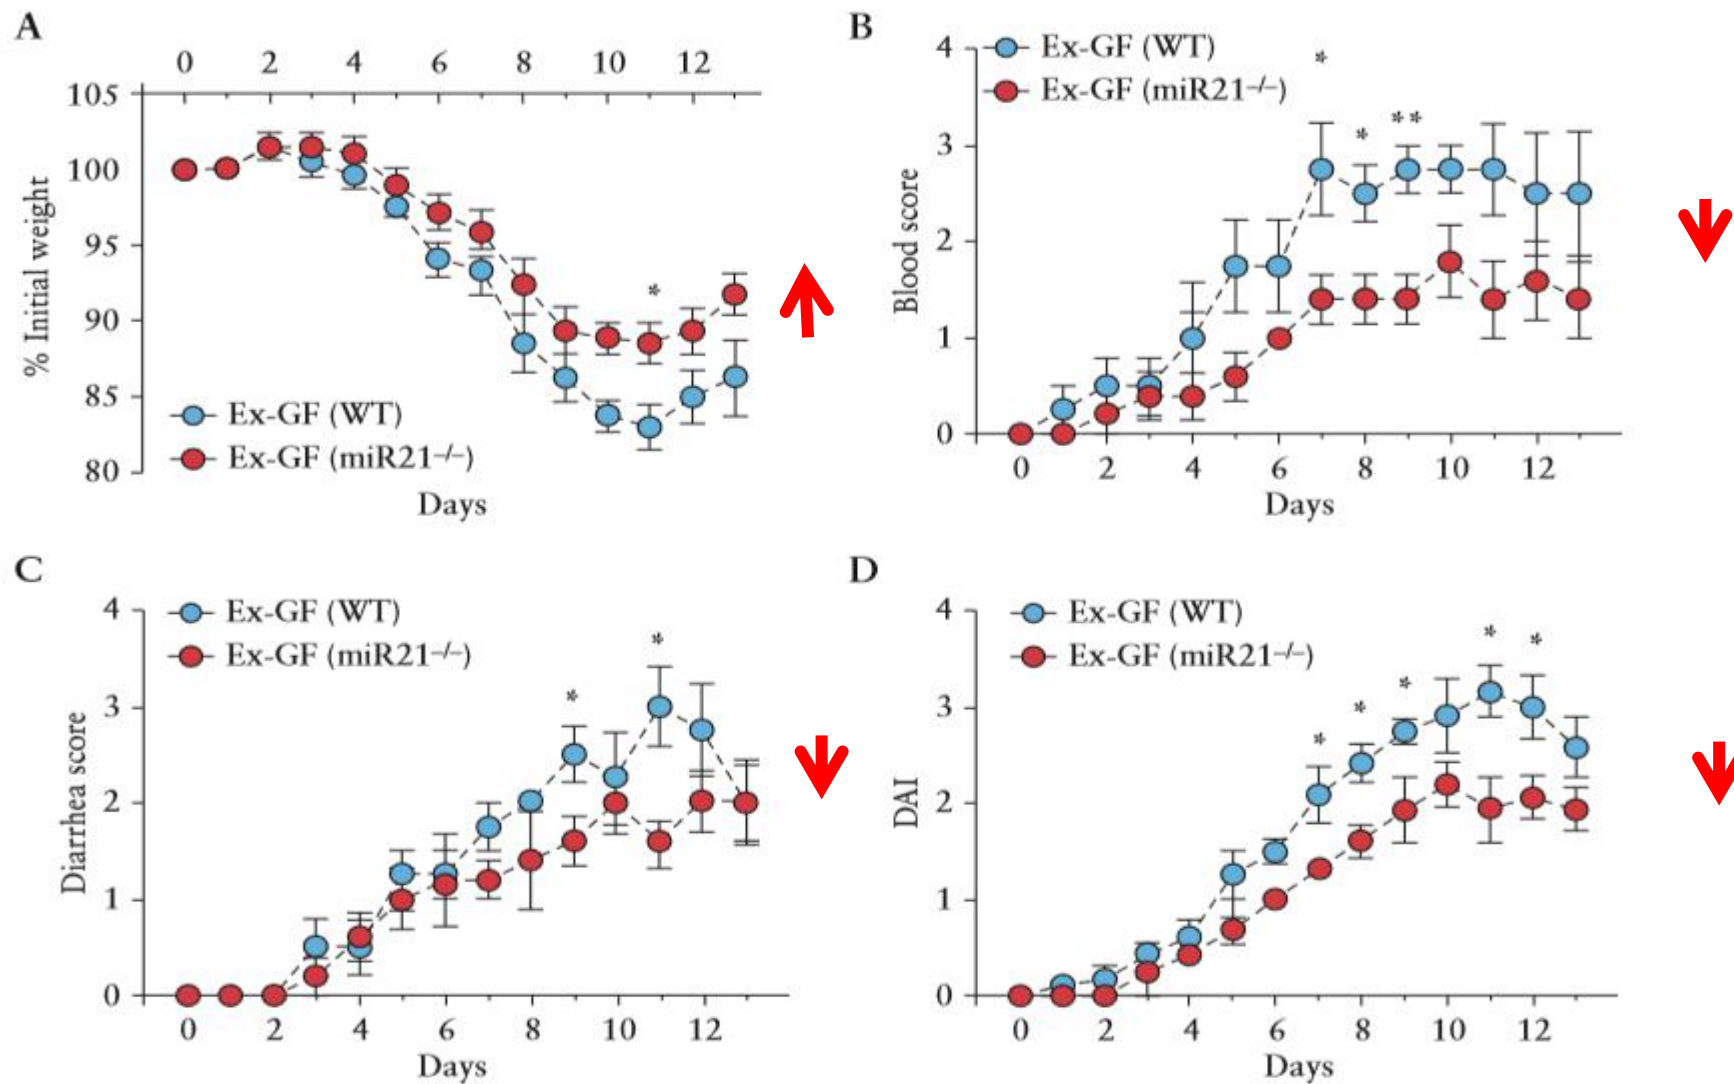 A
0 2 4 6 8 10 12
105
100
95
90
85
80
% Initial weight
Ex-GF (WT)
Ex-GF (miR21−/−)
*
Days
B
4
3
2
1
0
Blood score
Ex-GF (WT)
Ex-GF (miR21−/−)
*
*
**
0 2 4 6 8 10 12
Days
C
4
3
2
1
0
Diarrhea score
Ex-GF (WT)
Ex-GF (miR21−/−)
*
*
0 2 4 6 8 10 12
Days
D
4
3
2
1
0
DAI
Ex-GF (WT)
Ex-GF (miR21−/−)
*
*
*
*
*
0 2 4 6 8 10 12
Days